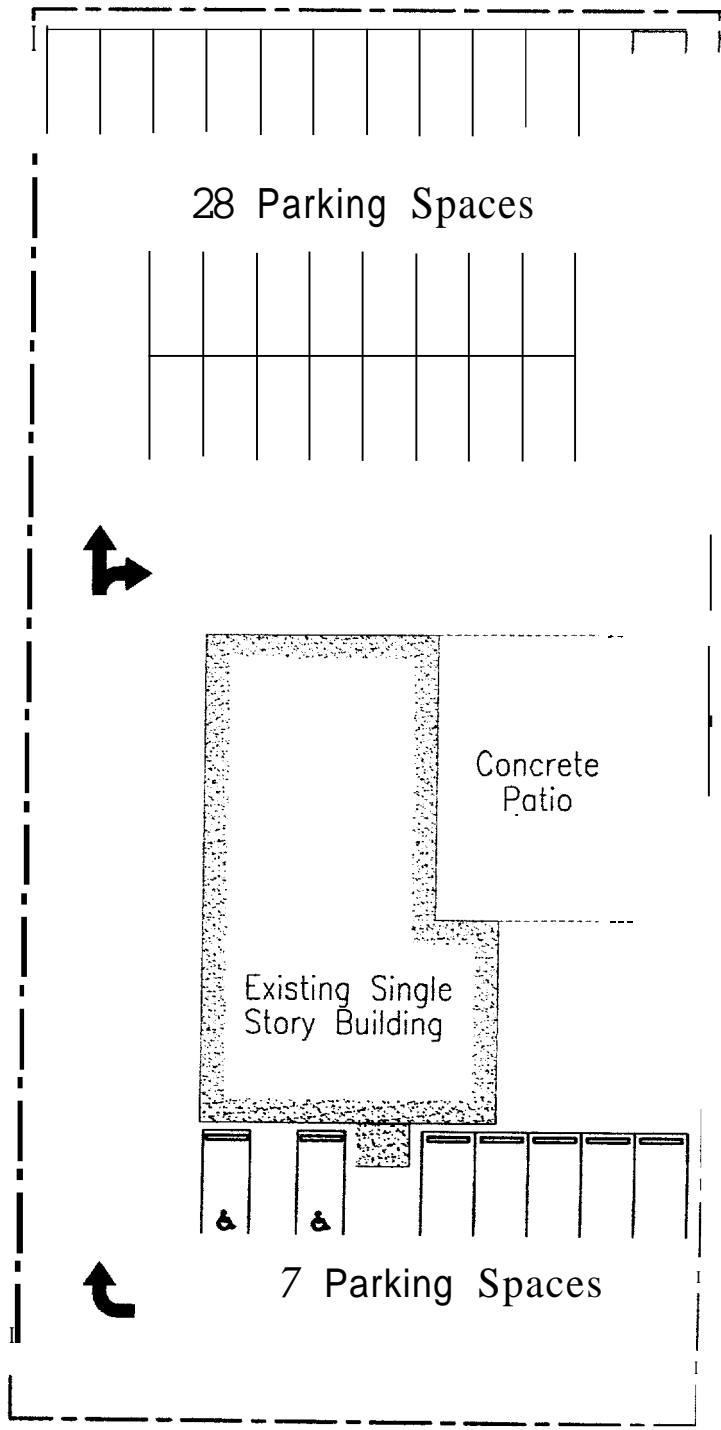 28 Parking Spaces
Concrete
Patio
Existing Single
Story Building
7 Parking Spaces